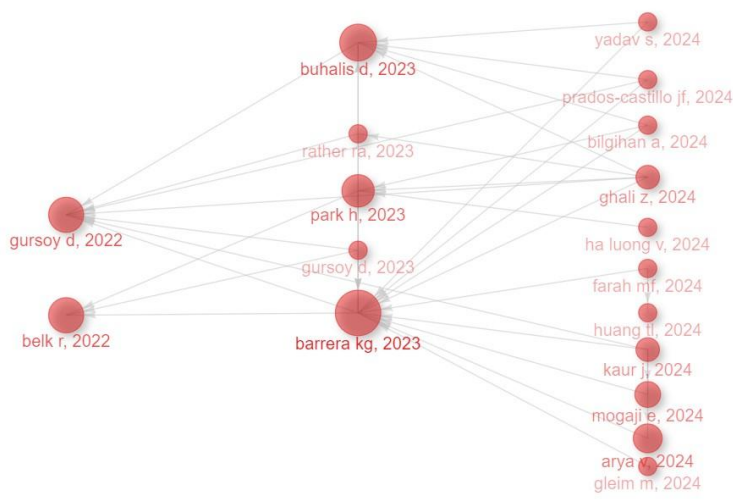 gursoy d, 2022
belk r, 2022
buhalis d, 2023
rather ra, 2023
park h, 2023
gursoy d, 2023
barrera kg, 2023
yadav s, 2024
prados-castillo jf, 2024
bilgihan a, 2024
ghali z, 2024
ha luong v, 2024
farah mf, 2024
huang tl, 2024
kaur j, 2024
mogaji e, 2024
arya v, 2024
gleim m, 2024